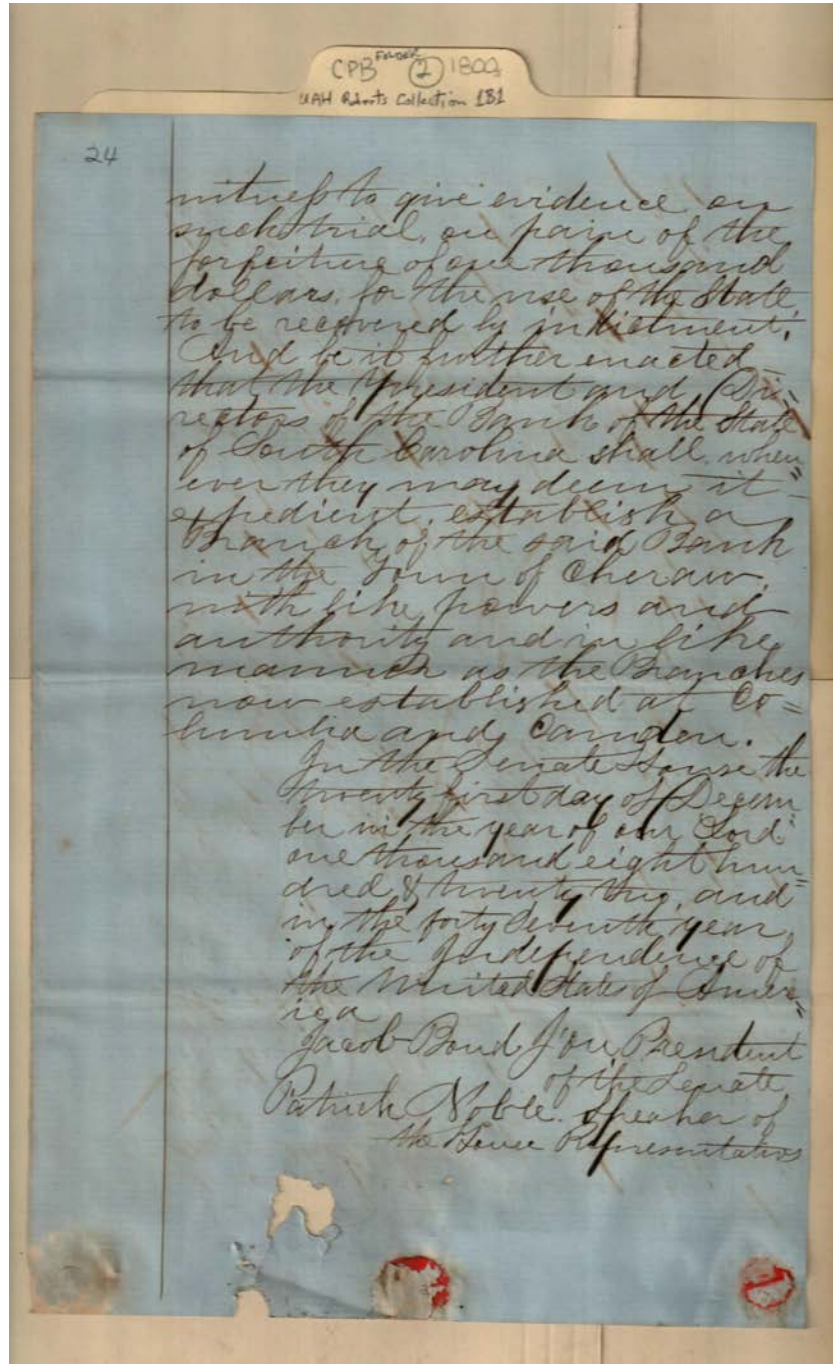 CPB Folder 2 180
UAH Roberts Collection 1B1
24
witness to give evidence on
such trial, on pain of the
forfeiture of one thousand
dollars, for the use of the State
to be recovered by indictment.
And be it further enacted =
that the President and Di=
rectors of the Bank of the State
of South Carolina shall, when=
ever they may deem it
expedient, establish a
Branch, of the said Bank
in the Town of Cheraw,
with like powers and
authority and in like
manner as the Branches
now established at Co=
lumbia and Camden.
In the Senate House the
twenty first day of Decem
ber in the year of our Lord
one thousand eight hun=
dred & twenty two, and
in the forty seventh year
of the Independence of
the United States of Amer=
ica
Jacob Bond I'on President
of the Senate
Patrick Noble. Speaker of
the House Representatives